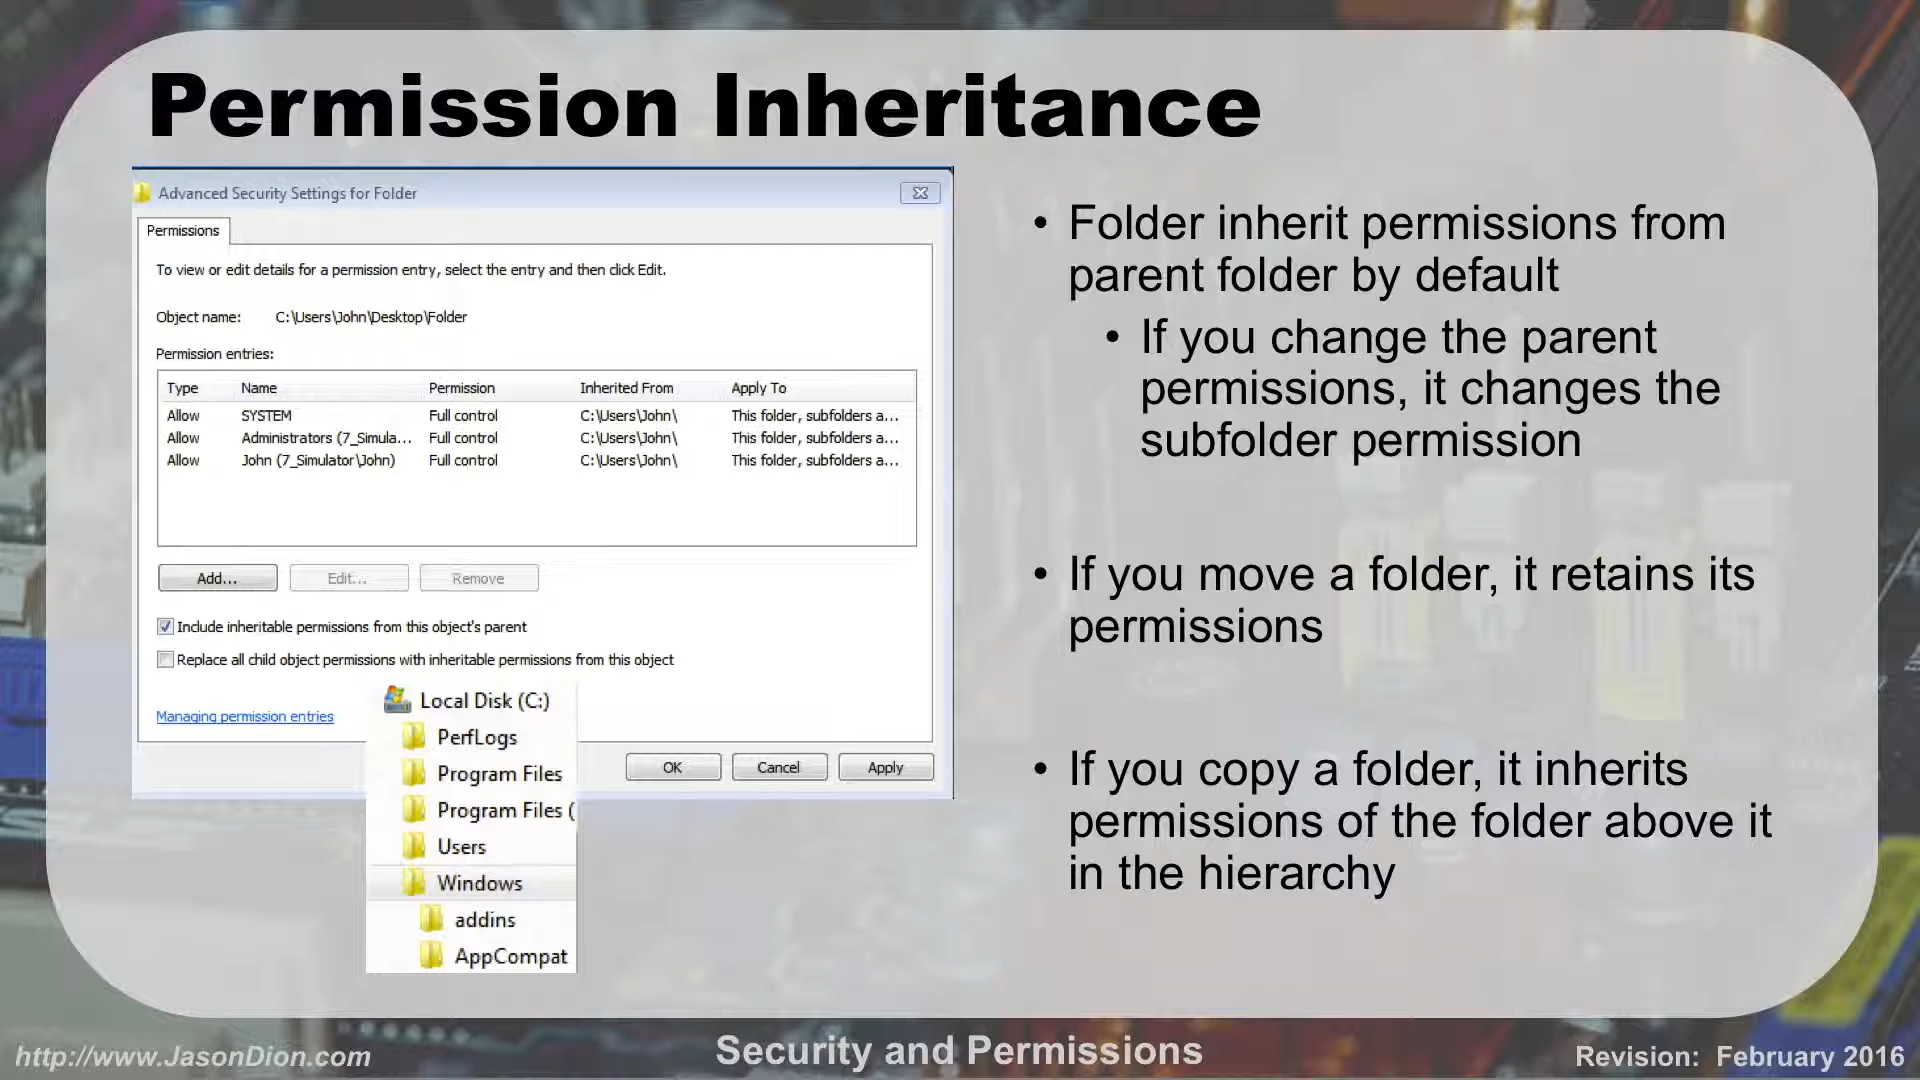 Permission Inheritance
Advanced Security Settings for Folder
Permissions
To view or edit details for a permission entry, select the entry and then click Edit.
Object name: C:\Users\John\Desktop\Folder
Permission entries:
Type Name Permission Inherited From Apply To
Allow SYSTEM Full control C:\Users\John\ This folder, subfolders a...
Allow Administrators (7_Simula... Full control C:\Users\John\ This folder, subfolders a...
Allow John (7_Simulator\John) Full control C:\Users\John\ This folder, subfolders a...
Add... Edit... Remove
Include inheritable permissions from this object's parent
Replace all child object permissions with inheritable permissions from this object
Managing permission entries
OK Cancel Apply
Local Disk (C:)
PerfLogs
Program Files
Program Files (
Users
Windows
addins
AppCompat
• Folder inherit permissions from
parent folder by default
• If you change the parent
permissions, it changes the
subfolder permission
• If you move a folder, it retains its
permissions
• If you copy a folder, it inherits
permissions of the folder above it
in the hierarchy
http://www.JasonDion.com
Security and Permissions
Revision: February 2016